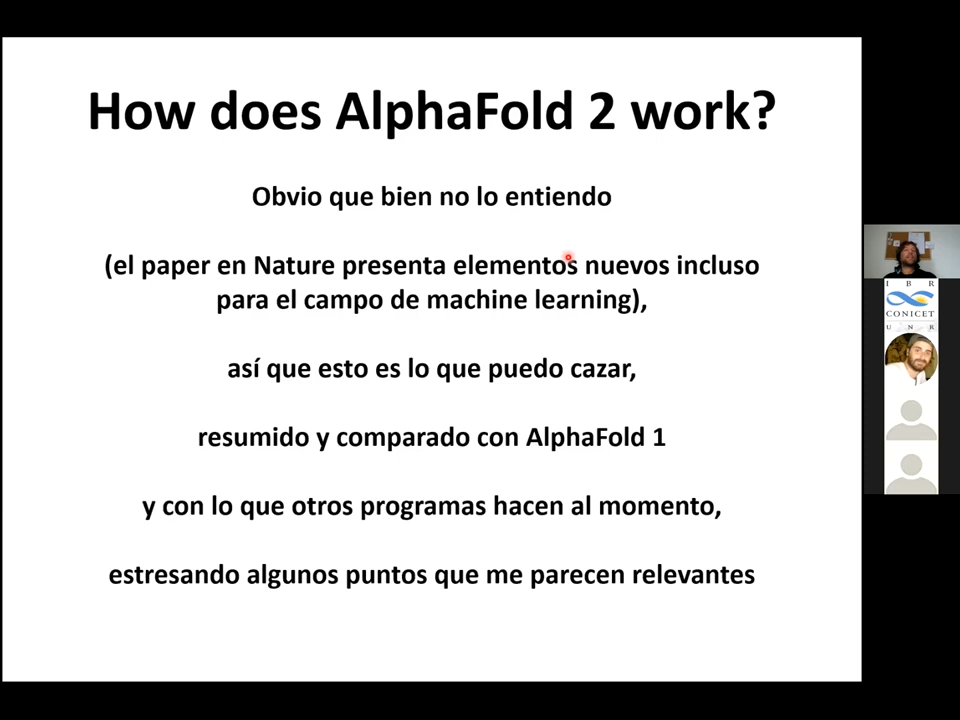 How does AlphaFold 2 work?
Obvio que bien no lo entiendo
(el paper en Nature presenta elementos nuevos incluso
para el campo de machine learning),
así que esto es lo que puedo cazar,
resumido y comparado con AlphaFold 1
y con lo que otros programas hacen al momento,
estresando algunos puntos que me parecen relevantes
I B R
CONICET
U N R